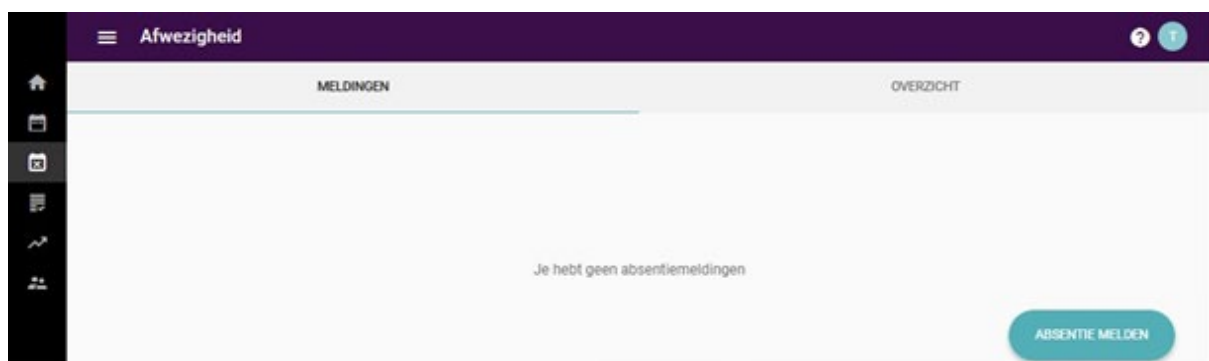 Afwezigheid
? T
MELDINGEN
OVERZICHT
Je hebt geen absentiemeldingen
ABSENTIE MELDEN